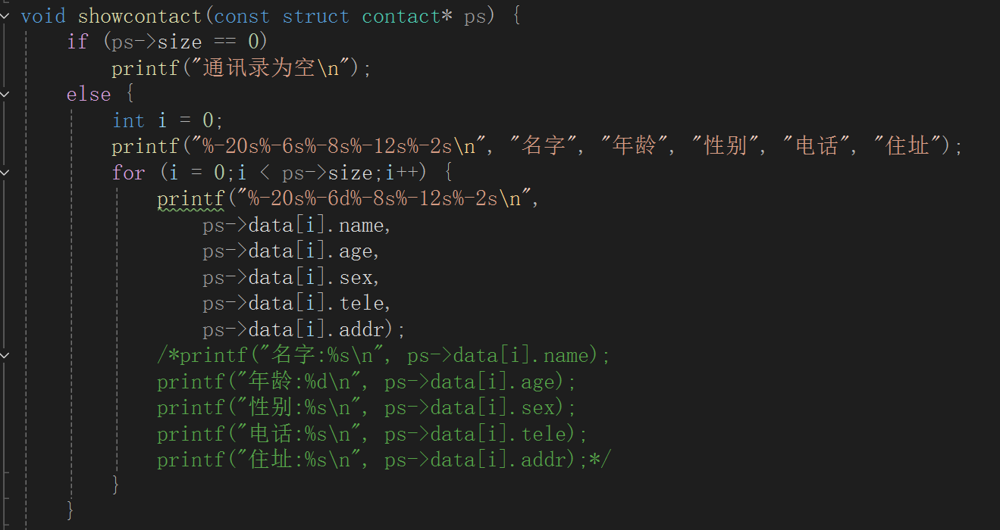 void showcontact(const struct contact* ps) {
    if (ps->size == 0)
        printf("通讯录为空\n");
    else {
        int i = 0;
        printf("%-20s%-6s%-8s%-12s%-2s\n", "名字", "年龄", "性别", "电话", "住址");
        for (i = 0;i < ps->size;i++) {
            printf("%-20s%-6d%-8s%-12s%-2s\n",
                ps->data[i].name,
                ps->data[i].age,
                ps->data[i].sex,
                ps->data[i].tele,
                ps->data[i].addr);
            /*printf("名字:%s\n", ps->data[i].name);
            printf("年龄:%d\n", ps->data[i].age);
            printf("性别:%s\n", ps->data[i].sex);
            printf("电话:%s\n", ps->data[i].tele);
            printf("住址:%s\n", ps->data[i].addr);*/
        }
    }